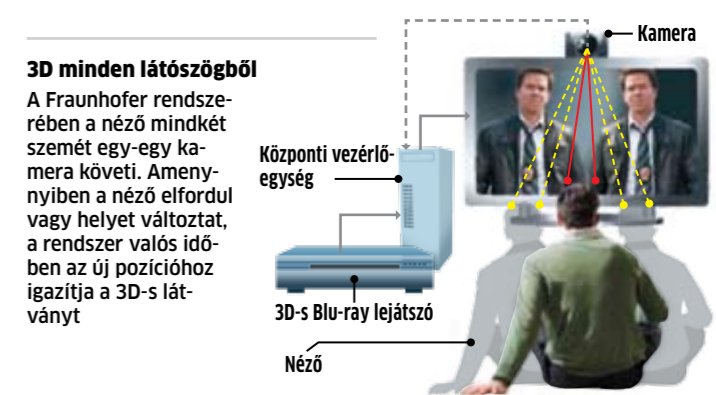 3D minden látószögből
A Fraunhofer rendsze-
rében a néző mindkét
szemét egy-egy ka-
mera követi. Ameny-
nyiben a néző elfordul
vagy helyet változtat,
a rendszer valós idő-
ben az új pozícióhoz
igazítja a 3D-s lát-
ványt
Kamera
Központi vezérlő-
egység
3D-s Blu-ray lejátszó
Néző